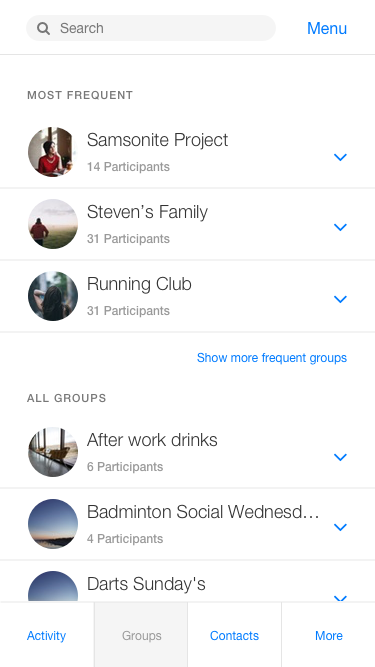 Search
Menu
MOST FREQUENT
Samsonite Project
14 Participants
Steven’s Family
31 Participants
Running Club
31 Participants
Show more frequent groups
ALL GROUPS
After work drinks
6 Participants
Badminton Social Wednesd...
4 Participants
Darts Sunday's
Activity
Groups
Contacts
More